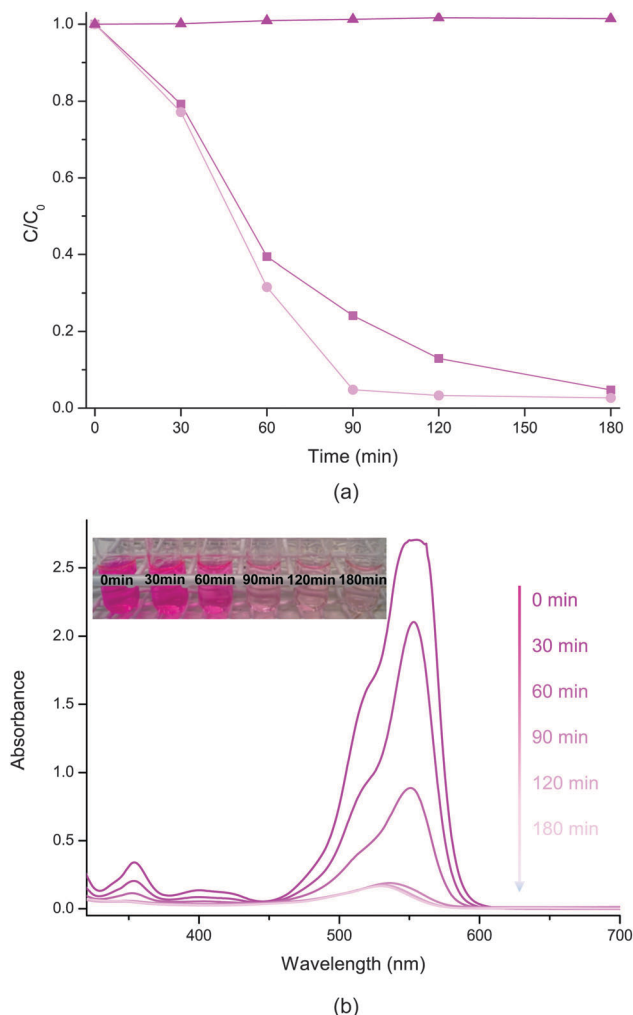 1.0
0.8
0.6
0.4
0.2
0.0
C/C0
0 30 60 90 120 150 180
Time (min)
(a)
2.5
2.0
1.5
1.0
0.5
0.0
Absorbance
0min 30min 60min 90min 120min 180min
0 min
30 min
60 min
90 min
120 min
180 min
400 500 600 700
Wavelength (nm)
(b)